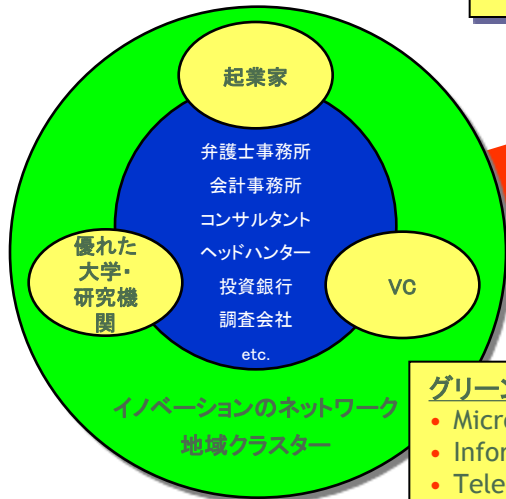 起業家
弁護士事務所
会計事務所
コンサルタント
ヘッドハンター
投資銀行
調査会社
etc.
優れた
大学・
研究機
関
VC
イノベーションのネットワーク
地域クラスター
グリーン
• Micr
• Infor
• Tele